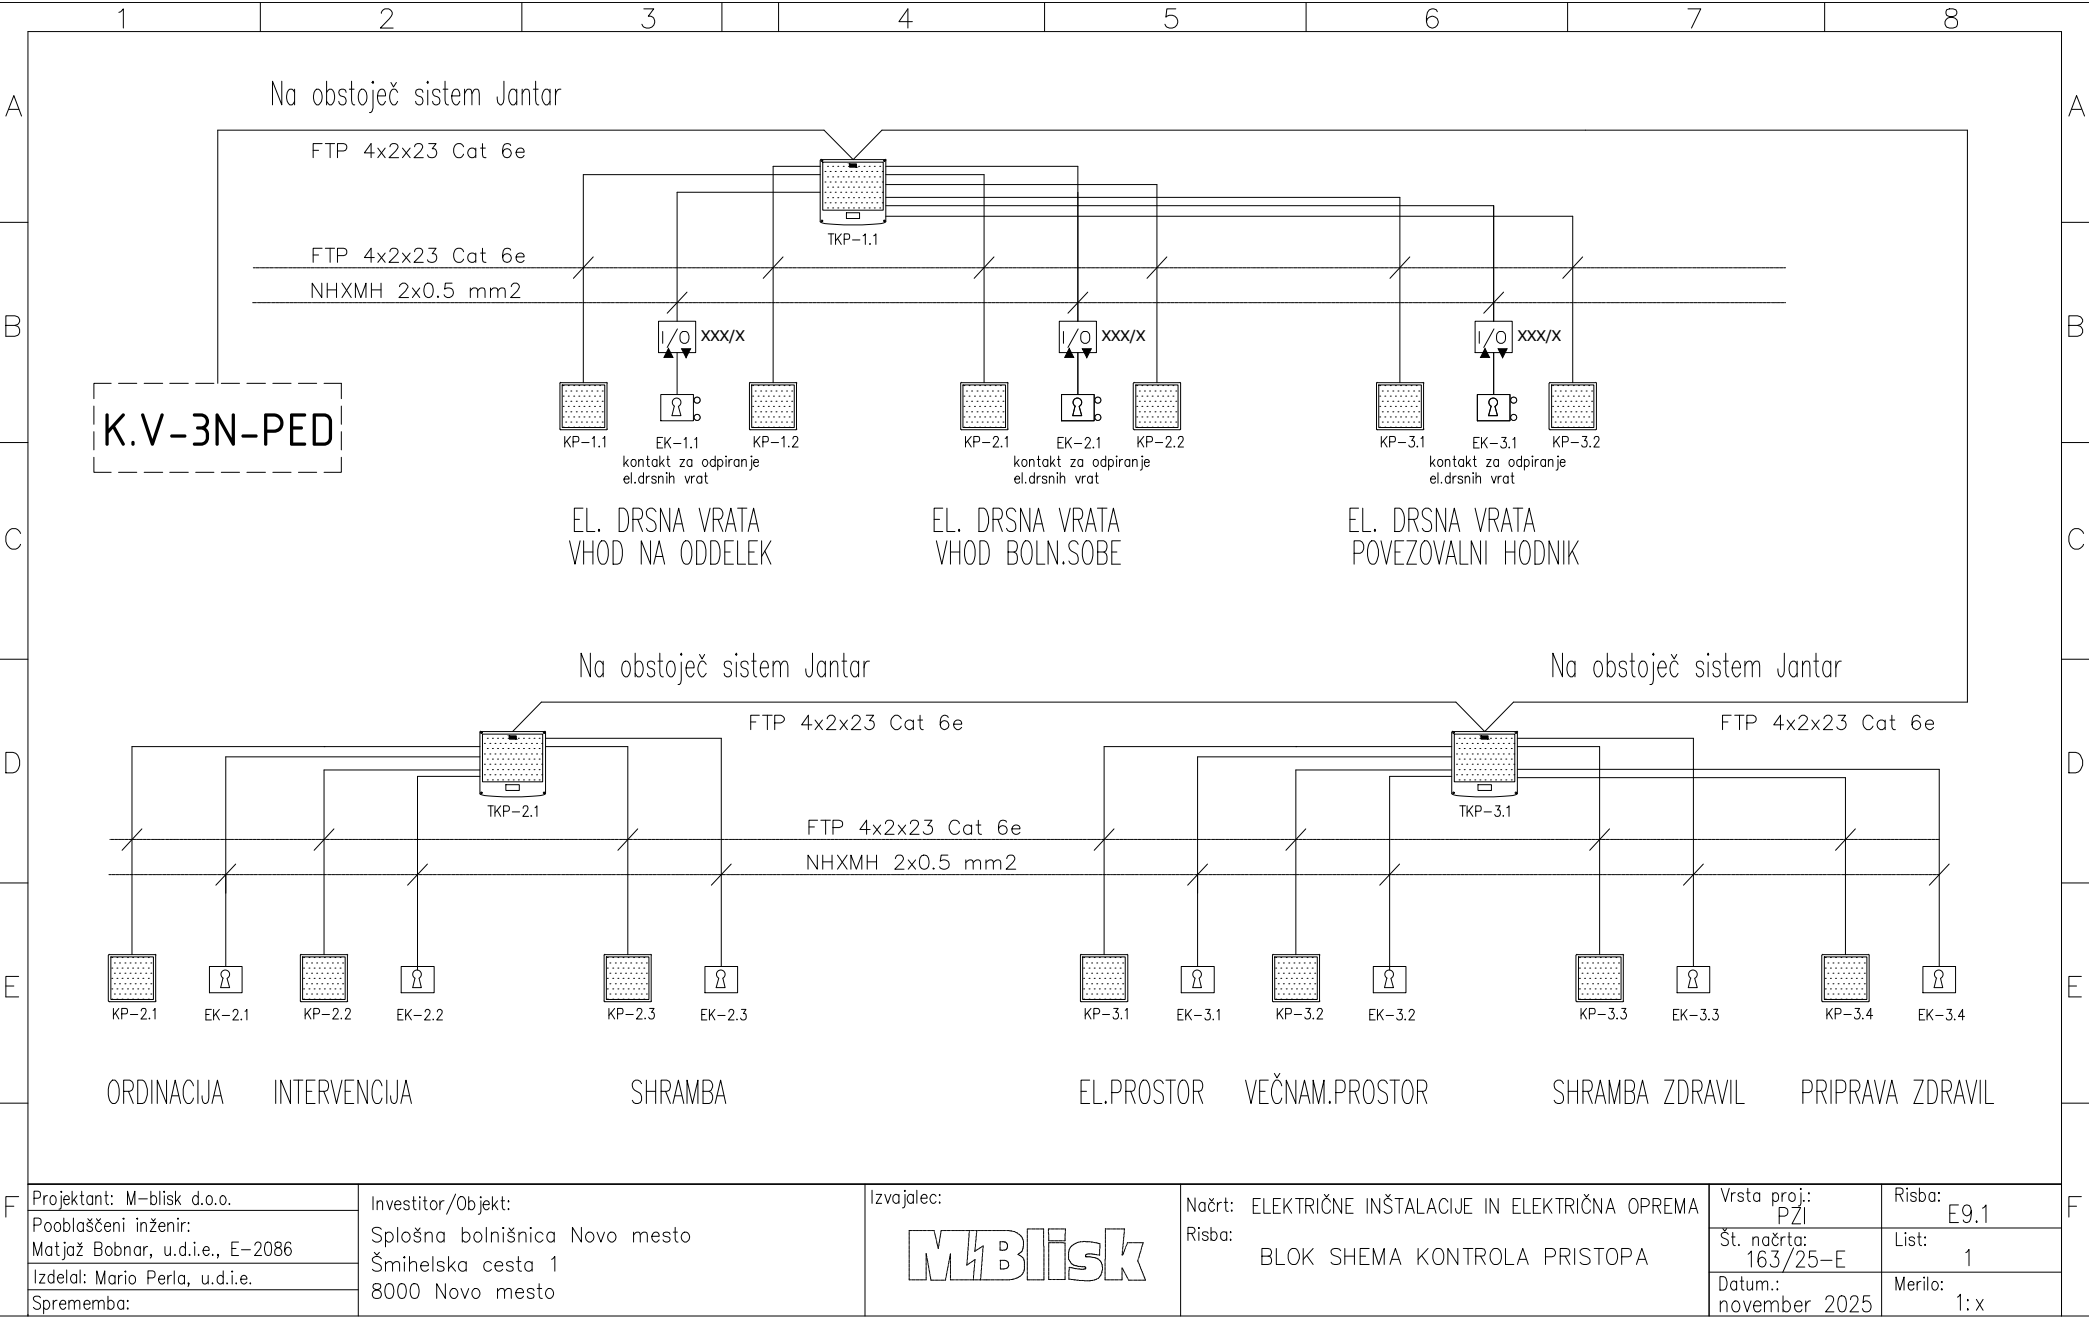 1 2 3 4 5 6 7 8
A A
Na obstoječ sistem Jantar
FTP 4x2x23 Cat 6e
TKP-1.1
FTP 4x2x23 Cat 6e
NHXMH 2x0.5 mm2
B B
I/O XXX/X I/O XXX/X I/O XXX/X
K.V-3N-PED
KP-1.1 EK-1.1 KP-1.2 KP-2.1 EK-2.1 KP-2.2 KP-3.1 EK-3.1 KP-3.2
kontakt za odpiranje
el.drsnih vrat
kontakt za odpiranje
el.drsnih vrat
kontakt za odpiranje
el.drsnih vrat
EL. DRSNA VRATA
VHOD NA ODDELEK
EL. DRSNA VRATA
VHOD BOLN.SOBE
EL. DRSNA VRATA
POVEZOVALNI HODNIK
C C
Na obstoječ sistem Jantar
Na obstoječ sistem Jantar
FTP 4x2x23 Cat 6e
FTP 4x2x23 Cat 6e
D D
TKP-2.1
TKP-3.1
FTP 4x2x23 Cat 6e
NHXMH 2x0.5 mm2
E E
KP-2.1 EK-2.1 KP-2.2 EK-2.2 KP-2.3 EK-2.3 KP-3.1 EK-3.1 KP-3.2 EK-3.2 KP-3.3 EK-3.3 KP-3.4 EK-3.4
ORDINACIJA INTERVENCIJA SHRAMBA EL.PROSTOR VEČNAM.PROSTOR SHRAMBA ZDRAVIL PRIPRAVA ZDRAVIL
F F
Projektant: M-blisk d.o.o.
Pooblaščeni inženir:
Matjaž Bobnar, u.d.i.e., E-2086
Izdelal: Mario Perla, u.d.i.e.
Sprememba:
Investitor/Objekt:
Splošna bolnišnica Novo mesto
Šmihelska cesta 1
8000 Novo mesto
Izvajalec:
M Blisk
Načrt: ELEKTRIČNE INŠTALACIJE IN ELEKTRIČNA OPREMA
Risba:
BLOK SHEMA KONTROLA PRISTOPA
Vrsta proj.:
PZI
Risba:
E9.1
Št. načrta:
163/25-E
List:
1
Datum.:
november 2025
Merilo:
1:x